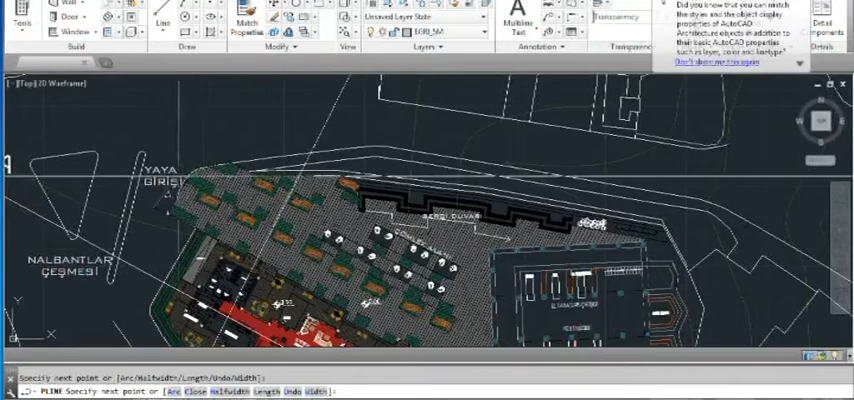 Tools
Door
Window
Build
Line
Draw
Match
Properties
Modify
View
Unsaved Layer State
EGRI_5M
Layers
Multiline
Text
Annotation
Transparency
Did you know that you can match
the styles and the object display
properties of AutoCAD
Architecture objects in addition to
their basic AutoCAD properties
such as layer, color and linetype?
Don't show me this again
Detail
Components
Details
[-][Top][2D Wireframe]
N
W
E
S
YAYA
GİRİŞİ
NALBANTLAR
ÇEŞMESİ
SERGİ DUVARI
Y
X
Specify next point or [Arc/Halfwidth/Length/Undo/Width]:
PLINE Specify next point or [Arc Close Halfwidth Length Undo Width]: